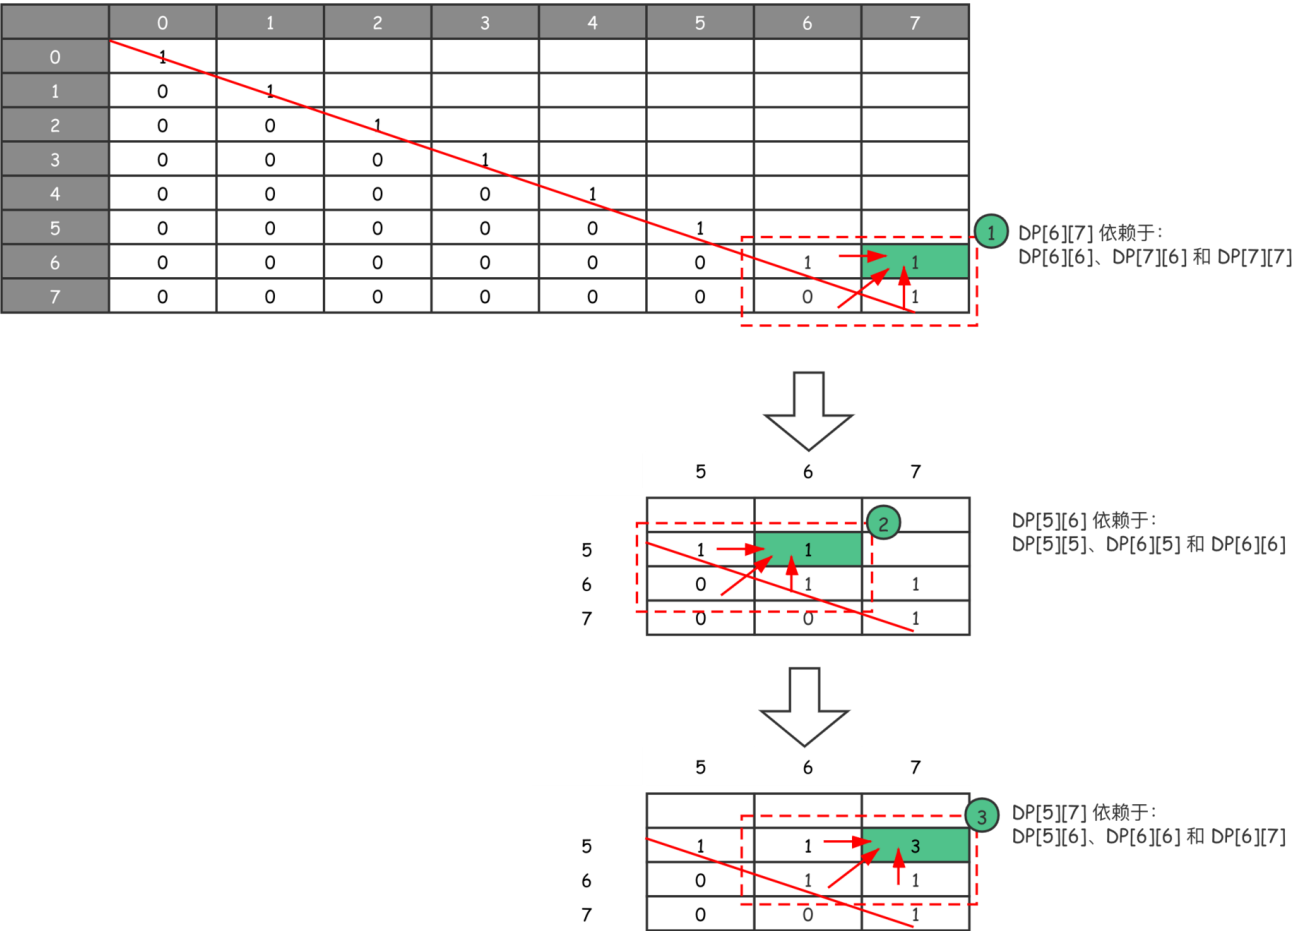 0 1 2 3 4 5 6 7
0 1
1 0 1
2 0 0 1
3 0 0 0 1
4 0 0 0 0 1
5 0 0 0 0 0 1
6 0 0 0 0 0 0 1 1
7 0 0 0 0 0 0 0 1
1 DP[6][7] 依赖于：
DP[6][6]、DP[7][6] 和 DP[7][7]
5 6 7
2
5 1 1
6 0 1 1
7 0 0 1
DP[5][6] 依赖于：
DP[5][5]、DP[6][5] 和 DP[6][6]
5 6 7
3
5 1 1 3
6 0 1 1
7 0 0 1
DP[5][7] 依赖于：
DP[5][6]、DP[6][6] 和 DP[6][7]